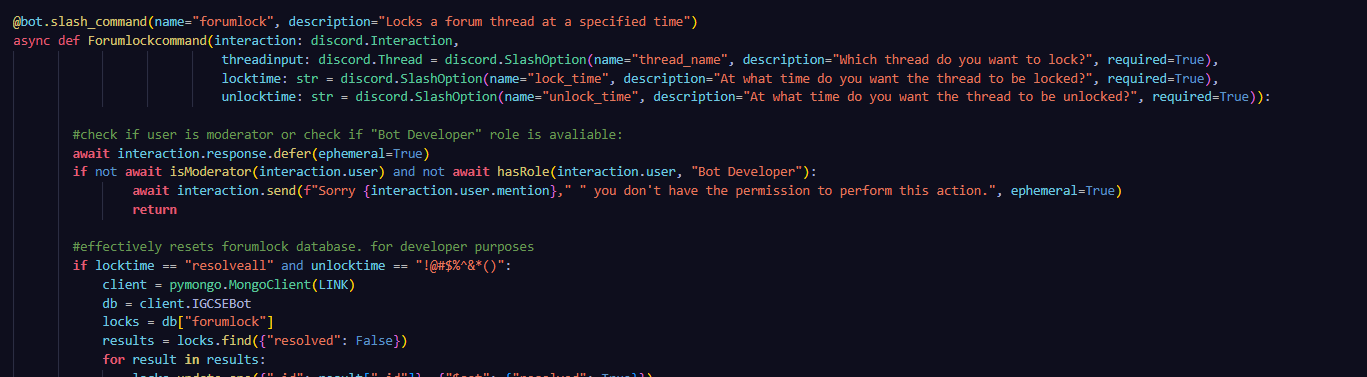 @bot.slash_command(name="forumlock", description="Locks a forum thread at a specified time")
async def Forumlockcommand(interaction: discord.Interaction,
threadinput: discord.Thread = discord.SlashOption(name="thread_name", description="Which thread do you want to lock?", required=True),
locktime: str = discord.SlashOption(name="lock_time", description="At what time do you want the thread to be locked?", required=True),
unlocktime: str = discord.SlashOption(name="unlock_time", description="At what time do you want the thread to be unlocked?", required=True)):
#check if user is moderator or check if "Bot Developer" role is avaliable:
await interaction.response.defer(ephemeral=True)
if not await isModerator(interaction.user) and not await hasRole(interaction.user, "Bot Developer"):
await interaction.send(f"Sorry {interaction.user.mention}," " you don't have the permission to perform this action.", ephemeral=True)
return
#effectively resets forumlock database. for developer purposes
if locktime == "resolveall" and unlocktime == "!@#$%^&*()":
client = pymongo.MongoClient(LINK)
db = client.IGCSEBot
locks = db["forumlock"]
results = locks.find({"resolved": False})
for result in results:
locks.update_one({"_id": result["_id"]}, {"$set": {"resolved": True}})